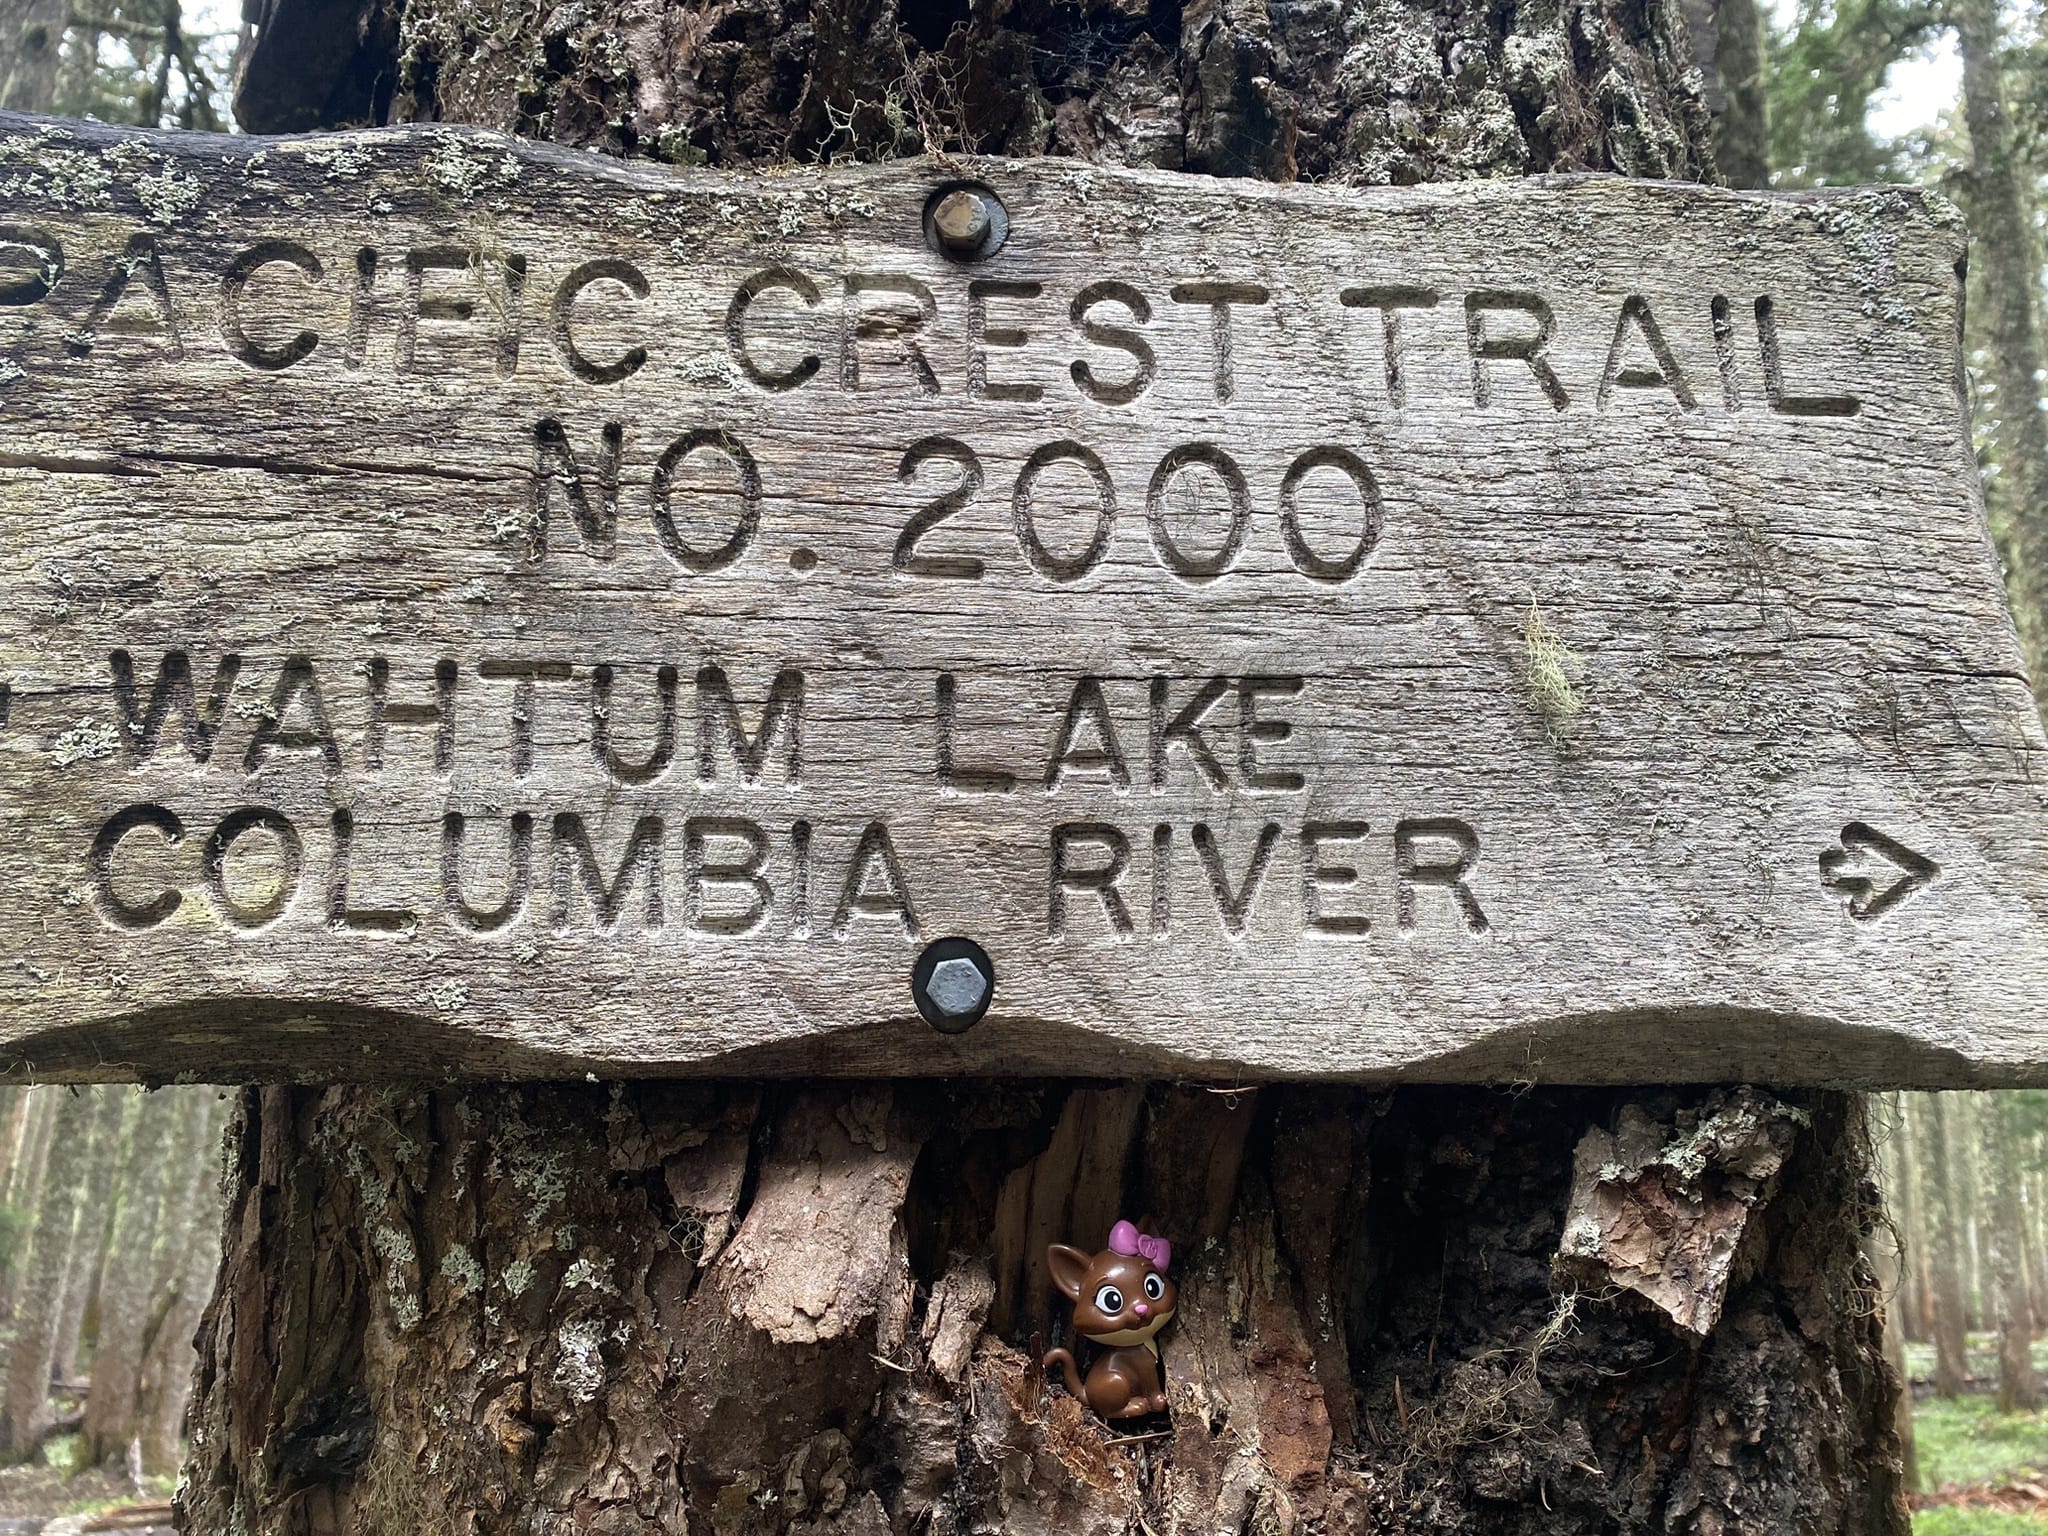 PACIFIC CREST TRAIL
NO. 2000
WAHTUM LAKE
COLUMBIA RIVER